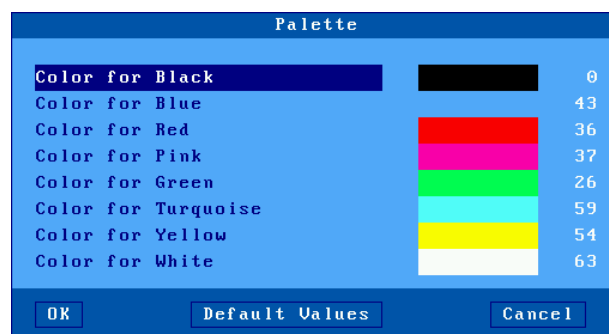 Palette
Color for Black 0
Color for Blue 43
Color for Red 36
Color for Pink 37
Color for Green 26
Color for Turquoise 59
Color for Yellow 54
Color for White 63
OK Default Values Cancel